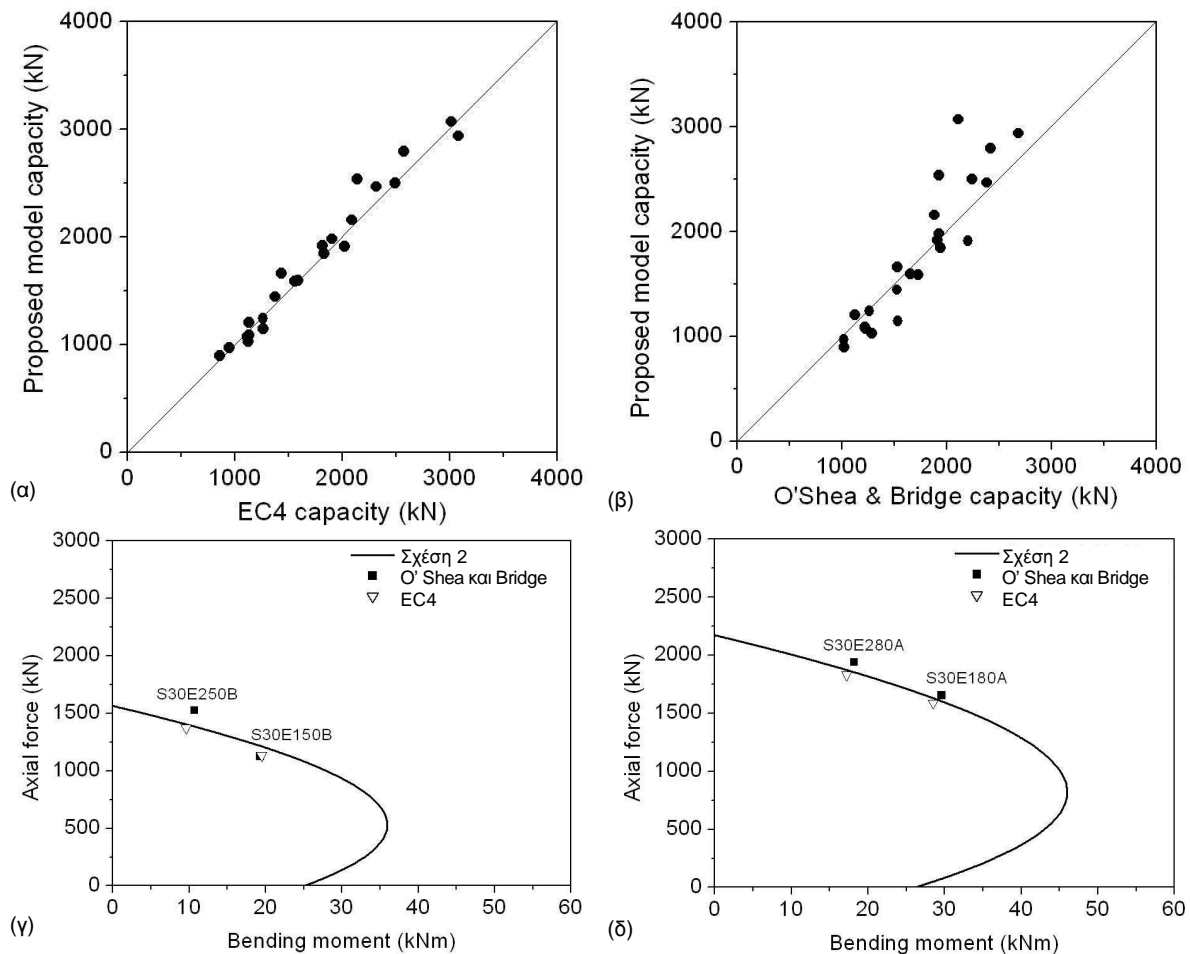 4000
3000
2000
1000
0
0
1000
2000
3000
4000
Proposed model capacity (kN)
EC4 capacity (kN)
(α)
4000
3000
2000
1000
0
0
1000
2000
3000
4000
Proposed model capacity (kN)
O'Shea & Bridge capacity (kN)
(β)
3000
2500
2000
1500
1000
500
0
0
10
20
30
40
50
60
Axial force (kN)
Bending moment (kNm)
Σχέση 2
O' Shea και Bridge
EC4
S30E250B
S30E150B
(γ)
3000
2500
2000
1500
1000
500
0
0
10
20
30
40
50
60
Axial force (kN)
Bending moment (kNm)
Σχέση 2
O' Shea και Bridge
EC4
S30E280A
S30E180A
(δ)